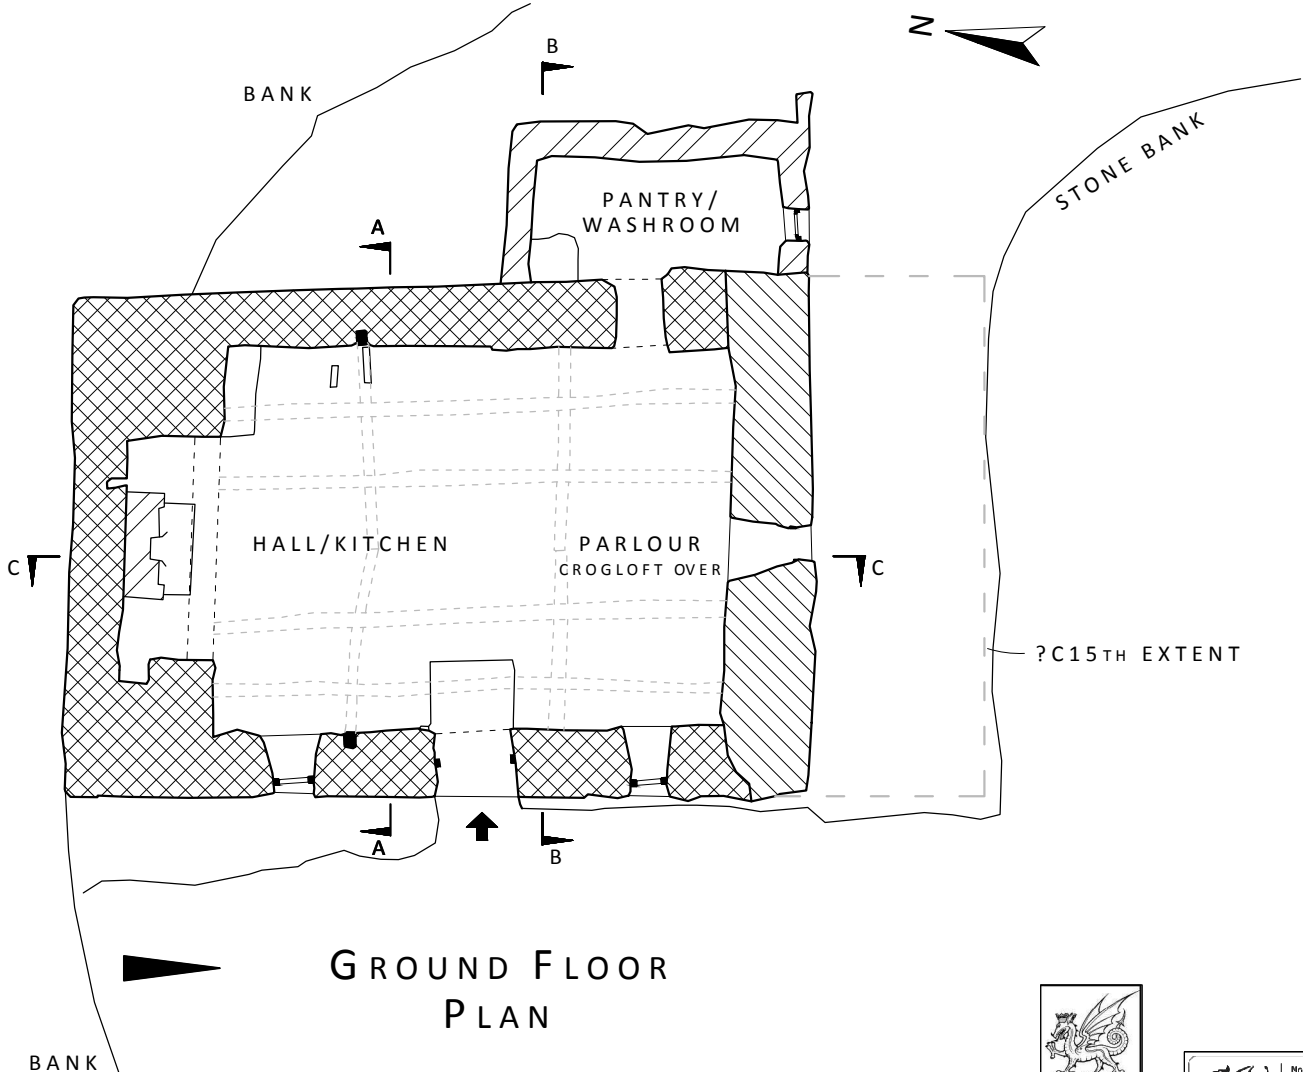 B
N
BANK
STONE BANK
PANTRY/
WASHROOM
A
HALL/KITCHEN
PARLOUR
CROGLOFT OVER
C
C
?C15TH EXTENT
A
B
GROUND FLOOR
PLAN
BANK